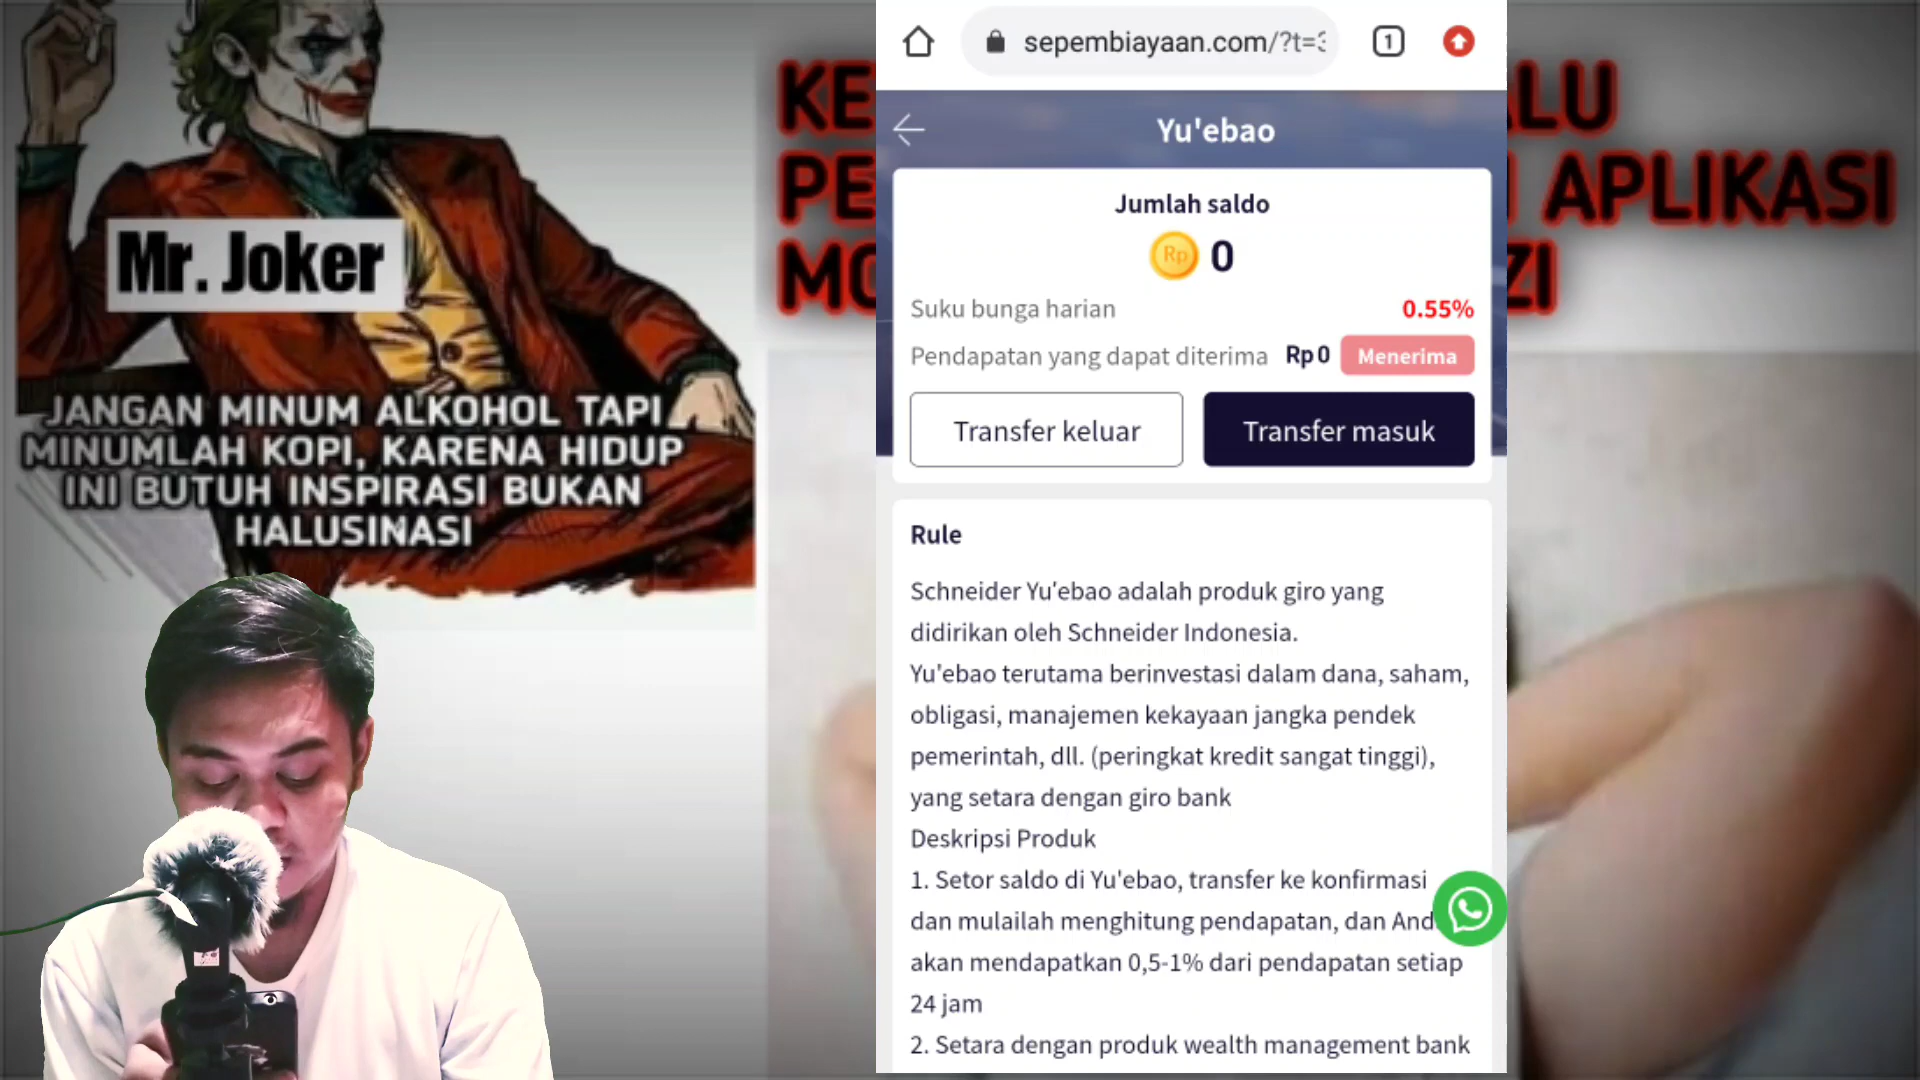 Mr. Joker
JANGAN MINUM ALKOHOL TAPI
MINUMLAH KOPI, KARENA HIDUP
INI BUTUH INSPIRASI BUKAN
HALUSINASI
APLIKASI
sepembiayaan.com/?t=3
1
Yu'ebao
Jumlah saldo
Rp 0
Suku bunga harian 0.55%
Pendapatan yang dapat diterima Rp 0 Menerima
Transfer keluar Transfer masuk
Rule
Schneider Yu'ebao adalah produk giro yang
didirikan oleh Schneider Indonesia.
Yu'ebao terutama berinvestasi dalam dana, saham,
obligasi, manajemen kekayaan jangka pendek
pemerintah, dll. (peringkat kredit sangat tinggi),
yang setara dengan giro bank
Deskripsi Produk
1. Setor saldo di Yu'ebao, transfer ke konfirmasi
dan mulailah menghitung pendapatan, dan And
akan mendapatkan 0,5-1% dari pendapatan setiap
24 jam
2. Setara dengan produk wealth management bank